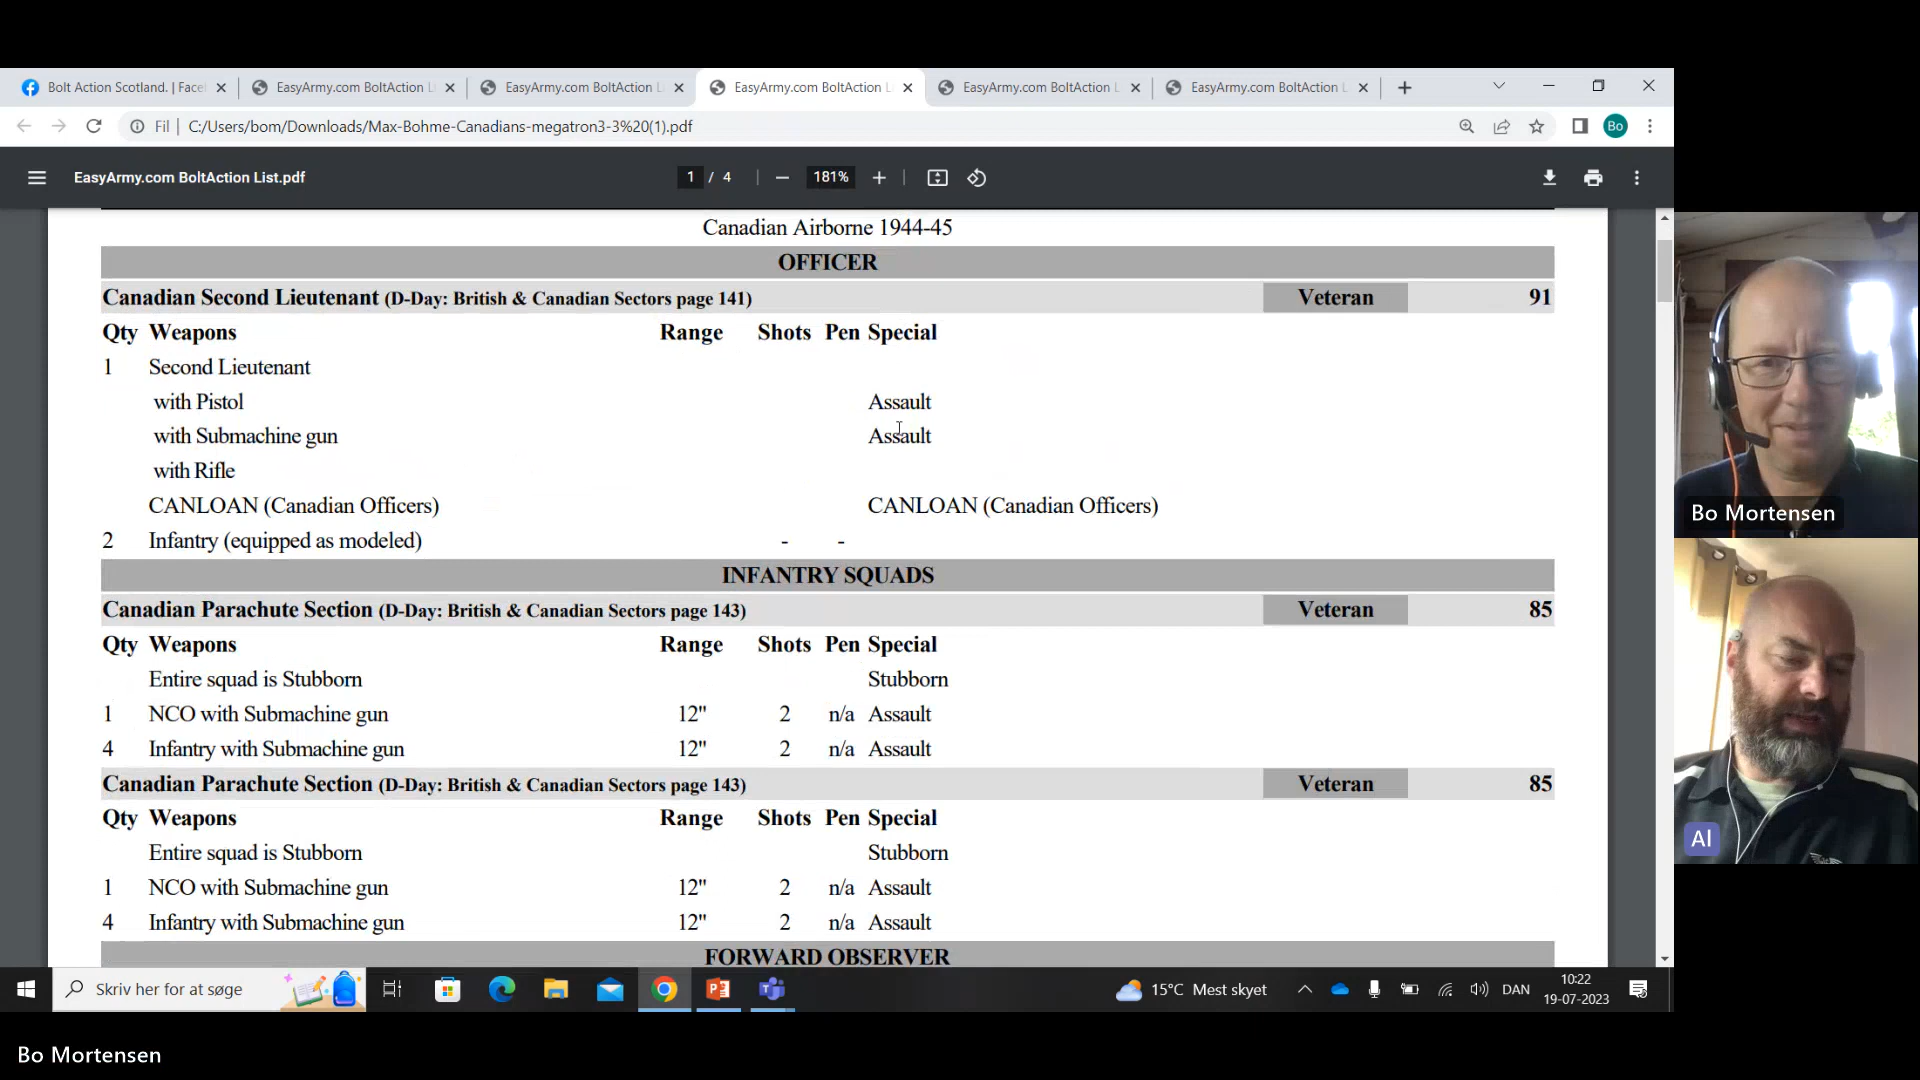 Bolt Action Scotland. | Face
EasyArmy.com BoltAction L
EasyArmy.com BoltAction L
EasyArmy.com BoltAction L
EasyArmy.com BoltAction L
EasyArmy.com BoltAction L
Fil | C:/Users/bom/Downloads/Max-Bohme-Canadians-megatron3-3%20(1).pdf
Bo
EasyArmy.com BoltAction List.pdf
1 / 4
181%
Canadian Airborne 1944-45
OFFICER
Canadian Second Lieutenant (D-Day: British & Canadian Sectors page 141) Veteran 91
Qty Weapons Range Shots Pen Special
1 Second Lieutenant
with Pistol Assault
with Submachine gun Assault
with Rifle
CANLOAN (Canadian Officers) CANLOAN (Canadian Officers)
2 Infantry (equipped as modeled) - -
INFANTRY SQUADS
Canadian Parachute Section (D-Day: British & Canadian Sectors page 143) Veteran 85
Qty Weapons Range Shots Pen Special
Entire squad is Stubborn Stubborn
1 NCO with Submachine gun 12" 2 n/a Assault
4 Infantry with Submachine gun 12" 2 n/a Assault
Canadian Parachute Section (D-Day: British & Canadian Sectors page 143) Veteran 85
Qty Weapons Range Shots Pen Special
Entire squad is Stubborn Stubborn
1 NCO with Submachine gun 12" 2 n/a Assault
4 Infantry with Submachine gun 12" 2 n/a Assault
FORWARD OBSERVER
Bo Mortensen
Al
Skriv her for at søge
15°C Mest skyet
DAN
10:22
19-07-2023
Bo Mortensen